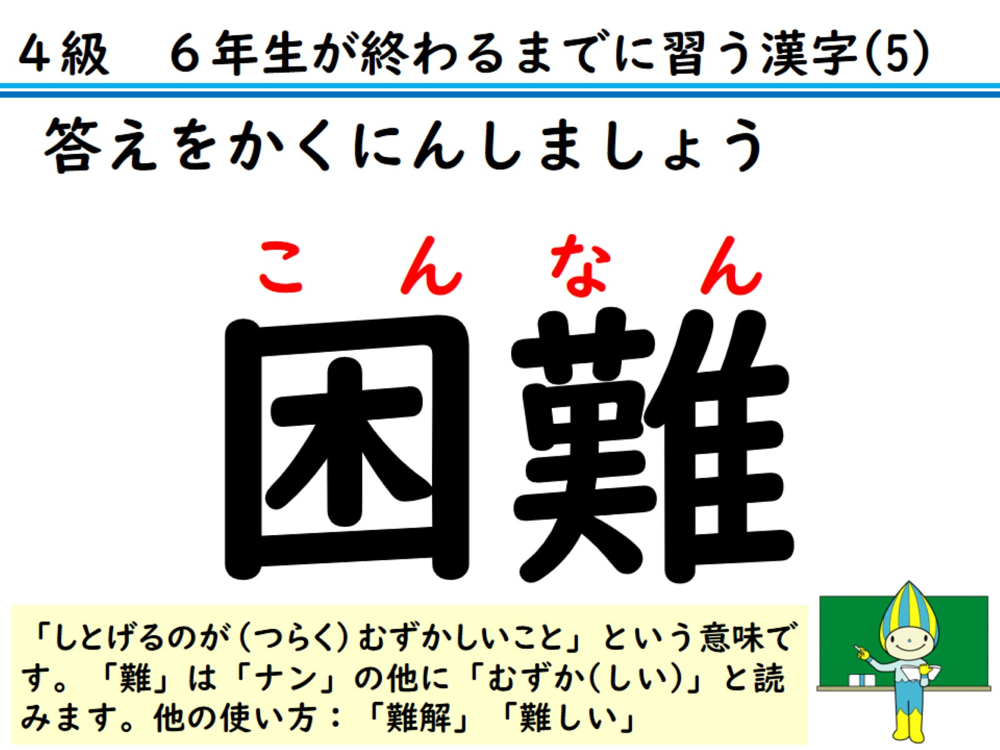 ４級　６年生が終わるまでに習う漢字(5)
答えをかくにんしましょう
こんなん
困難
「しとげるのが（つらく）むずかしいこと」という意味で
す。「難」は「ナン」の他に「むずか(しい)」と読
みます。他の使い方：「難解」「難しい」